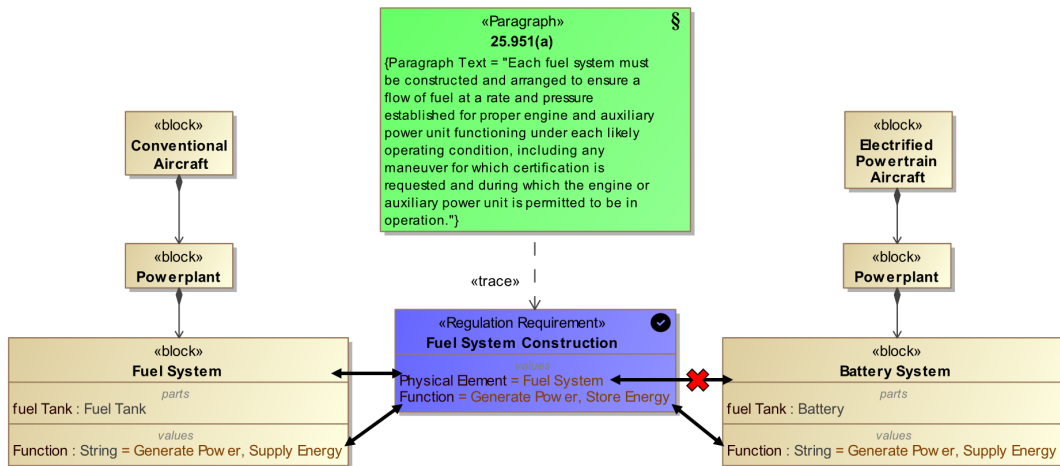 «Paragraph»
§
25.951(a)
{Paragraph Text = "Each fuel system must
be constructed and arranged to ensure a
flow of fuel at a rate and pressure
established for proper engine and auxiliary
power unit functioning under each likely
operating condition, including any
maneuver for which certification is
requested and during which the engine or
auxiliary power unit is permitted to be in
operation."}
«block»
Conventional
Aircraft
«block»
Electrified
Powertrain
Aircraft
«block»
Powerplant
«block»
Powerplant
«trace»
«block»
Fuel System
parts
fuel Tank : Fuel Tank
values
Function : String = Generate Power, Supply Energy
«Regulation Requirement»
Fuel System Construction
values
Physical Element = Fuel System
Function = Generate Power, Store Energy
«block»
Battery System
parts
fuel Tank : Battery
values
Function : String = Generate Power, Supply Energy